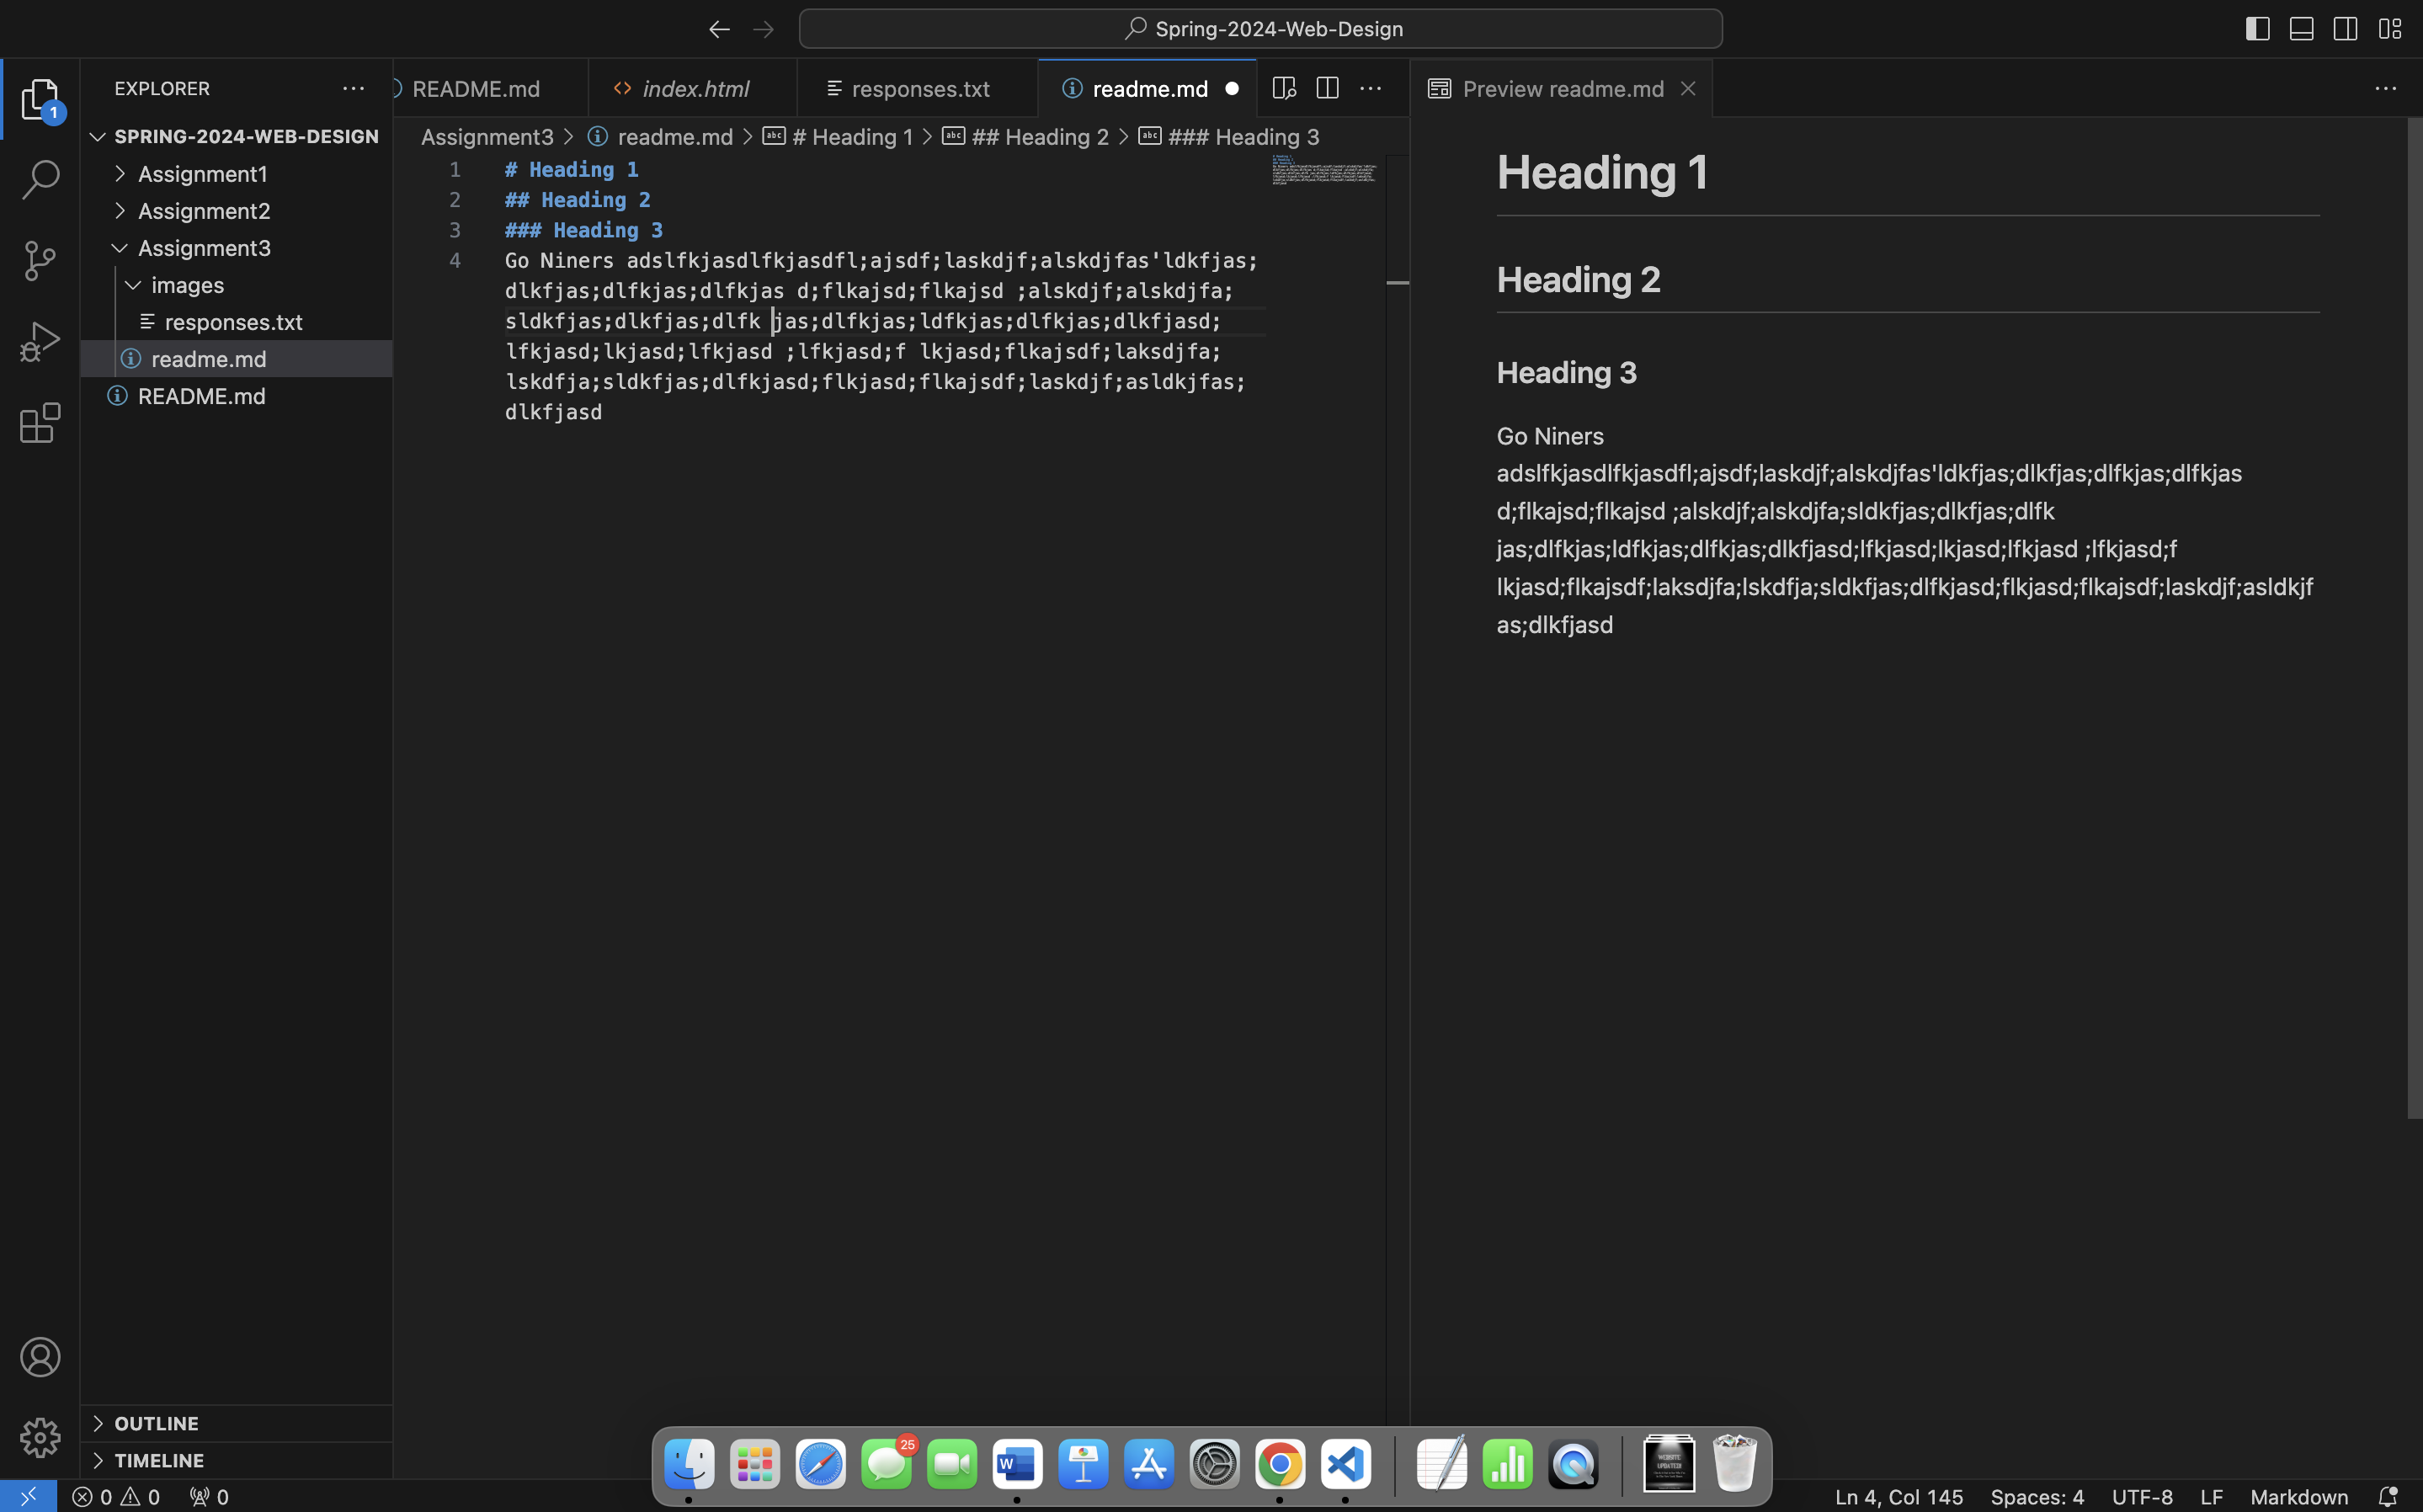 Spring-2024-Web-Design
EXPLORER
1
SPRING-2024-WEB-DESIGN
Assignment1
Assignment2
Assignment3
images
responses.txt
readme.md
README.md
OUTLINE
TIMELINE
README.md
index.html
responses.txt
readme.md
Assignment3 > readme.md > # Heading 1 > ## Heading 2 > ### Heading 3
1 # Heading 1
2 ## Heading 2
3 ### Heading 3
4 Go Niners adslfkjasdlfkjasdfl;ajsdf;laskdjf;alskdjfas'ldkfjas;
dlkfjas;dlfkjas;dlfkjas d;flkajsd;flkajsd ;alskdjf;alskdjfa;
sldkfjas;dlkfjas;dlfk jas;dlfkjas;ldfkjas;dlfkjas;dlkfjasd;
lfkjasd;lkjasd;lfkjasd ;lfkjasd;f lkjasd;flkajsdf;laksdjfa;
lskdfja;sldkfjas;dlfkjasd;flkjasd;flkajsdf;laskdjf;asldkjfas;
dlkfjasd
Preview readme.md
Heading 1
Heading 2
Heading 3
Go Niners
adslfkjasdlfkjasdfl;ajsdf;laskdjf;alskdjfas'ldkfjas;dlkfjas;dlfkjas;dlfkjas
d;flkajsd;flkajsd ;alskdjf;alskdjfa;sldkfjas;dlkfjas;dlfk
jas;dlfkjas;ldfkjas;dlfkjas;dlkfjasd;lfkjasd;lkjasd;lfkjasd ;lfkjasd;f
lkjasd;flkajsdf;laksdjfa;lskdfja;sldkfjas;dlfkjasd;flkjasd;flkajsdf;laskdjf;asldkjf
as;dlkfjasd
25
W
WEBSITE
UPDATED!
0 0 0
Ln 4, Col 145 Spaces: 4 UTF-8 LF Markdown